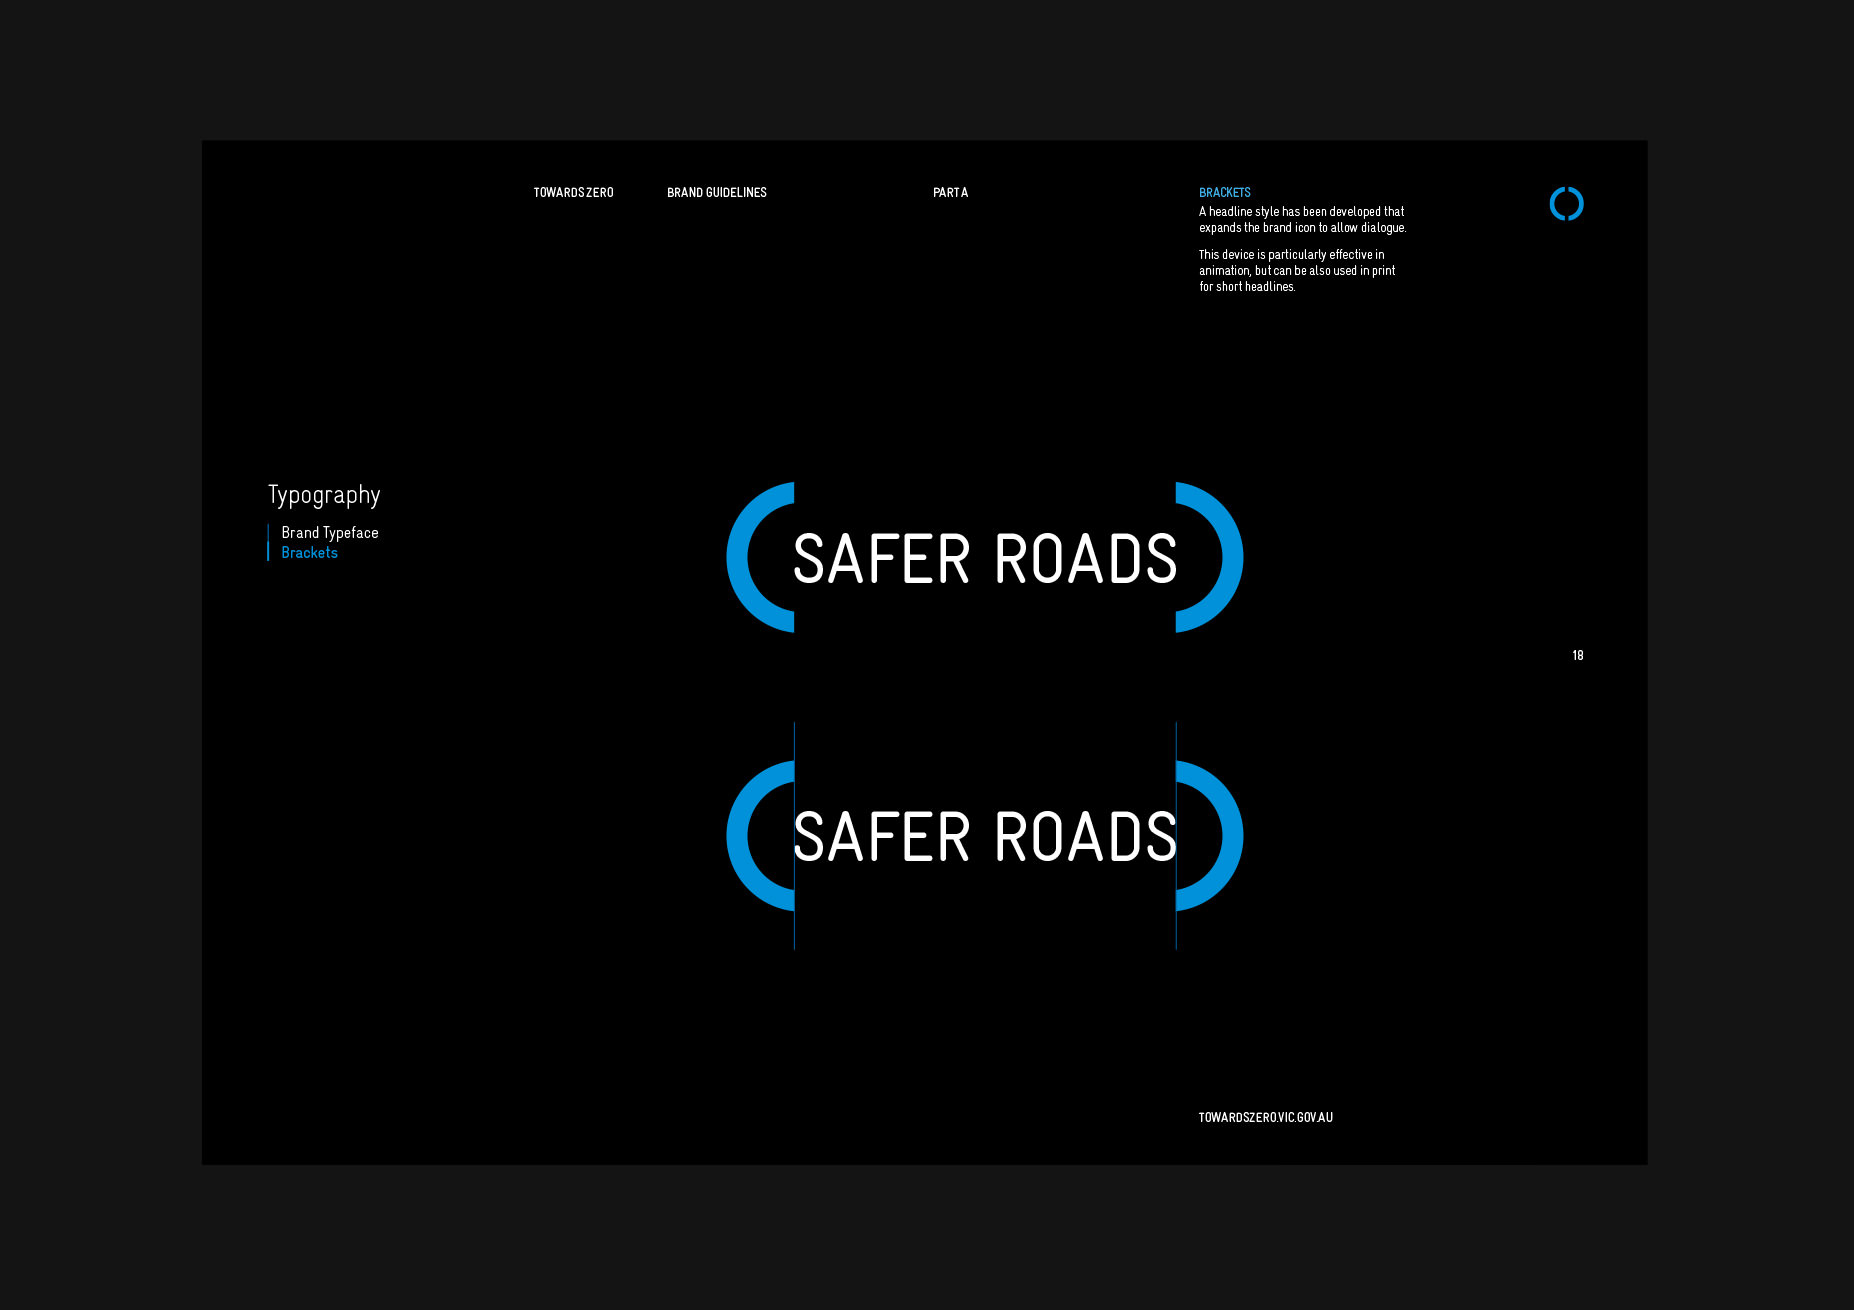 TOWARDS ZERO
BRAND GUIDELINES
PART A
BRACKETS
A headline style has been developed that
expands the brand icon to allow dialogue.
This device is particularly effective in
animation, but can be also used in print
for short headlines.
Typography
Brand Typeface
Brackets
SAFER ROADS
18
SAFER ROADS
TOWARDSZERO.VIC.GOV.AU